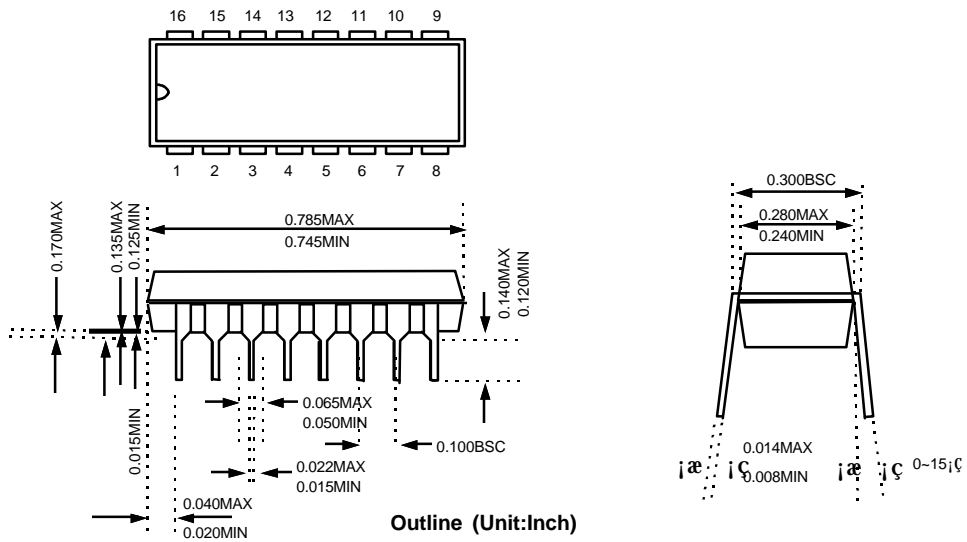 16 15 14 13 12 11 10 9
1 2 3 4 5 6 7 8
0.170MAX
0.135MAX
0.125MIN
0.785MAX
0.745MIN
0.140MAX
0.120MIN
0.300BSC
0.280MAX
0.240MIN
0.015MIN
0.065MAX
0.050MIN
0.100BSC
0.022MAX
0.015MIN
0.040MAX
0.020MIN
0.014MAX
0.008MIN
¡æ ¡ç ¡æ ¡ç 0~15¡ç
Outline (Unit:Inch)